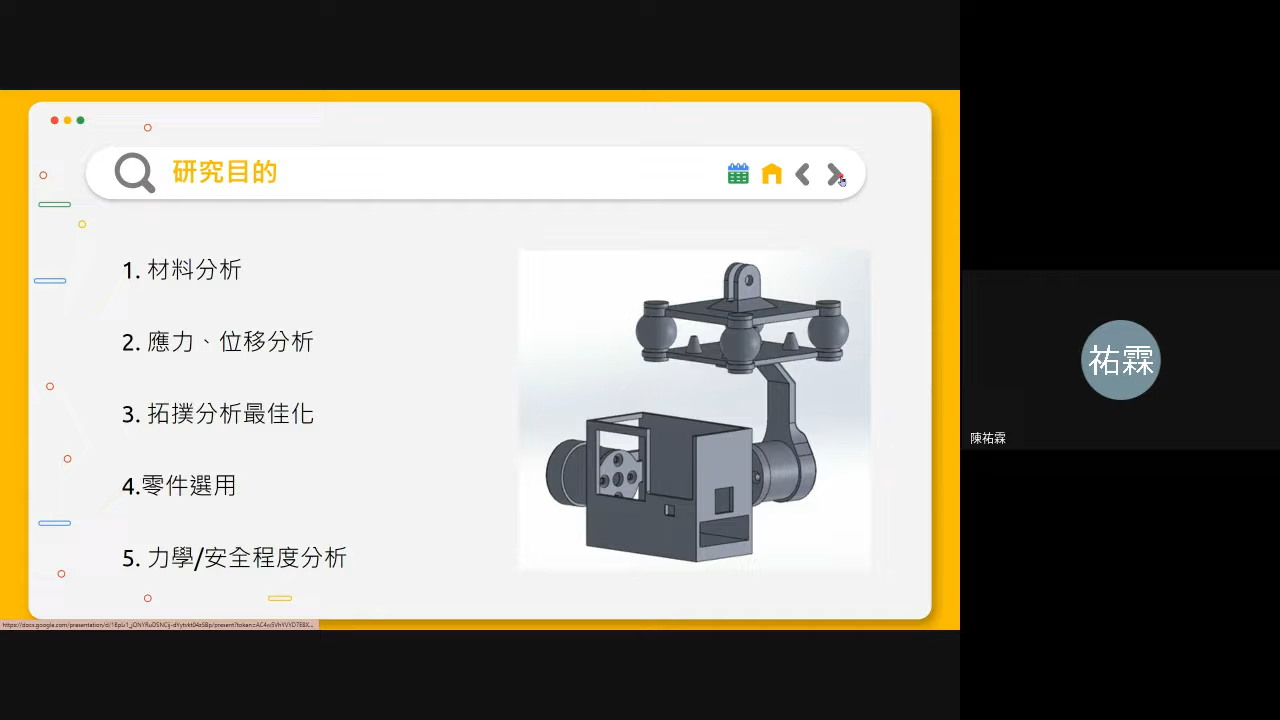 研究目的
1. 材料分析
2. 應力、位移分析
3. 拓撲分析最佳化
4.零件選用
5. 力學/安全程度分析
祐霖
陳祐霖